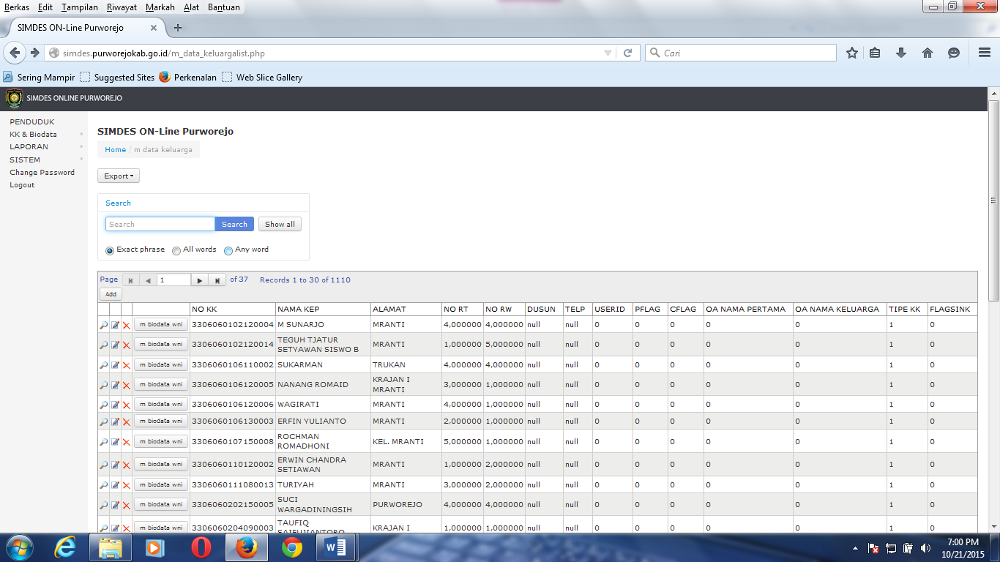 Berkas Edit Tampilan Riwayat Markah Alat Bantuan
SIMDES ON-Line Purworejo
simdes.purworejokab.go.id/m_data_keluargalist.php
Cari
Sering Mampir Suggested Sites Perkenalan Web Slice Gallery
SIMDES ONLINE PURWOREJO
PENDUDUK
KK & Biodata
LAPORAN
SISTEM
Change Password
Logout
SIMDES ON-Line Purworejo
Home / m data keluarga
Export
Search
Search Search Show all
Exact phrase All words Any word
Page 1 of 37 Records 1 to 30 of 1110
Add
NO KK NAMA KEP ALAMAT NO RT NO RW DUSUN TELP USERID PFLAG CFLAG OA NAMA PERTAMA OA NAMA KELUARGA TIPE KK FLAGSINK
m biodata wni 3306060102120004 M SUNARJO MRANTI 4,000000 4,000000 null null 0 0 0 0 0 1 0
m biodata wni 3306060102120014 TEGUH TJATUR MRANTI 1,000000 5,000000 null null 0 0 0 0 0 1 0
SETYAWAN SISWO B
m biodata wni 3306060106110002 SUKARMAN TRUKAN 4,000000 4,000000 null null 0 0 0 0 0 1 0
m biodata wni 3306060106120005 NANANG ROMAID KRAJAN I 3,000000 1,000000 null null 0 0 0 0 0 1 0
MRANTI
m biodata wni 3306060106120006 WAGIRATI MRANTI 4,000000 1,000000 null null 0 0 0 0 0 1 0
m biodata wni 3306060106130003 ERFIN YULIANTO MRANTI 2,000000 1,000000 null null 0 0 0 0 0 1 0
m biodata wni 3306060107150008 ROCHMAN KEL. MRANTI 5,000000 1,000000 null null 0 0 0 0 0 1 0
ROMADHONI
m biodata wni 3306060110120002 ERWIN CHANDRA MRANTI 1,000000 2,000000 null null 0 0 0 0 0 1 0
SETIAWAN
m biodata wni 3306060111080013 TURIYAH MRANTI 3,000000 2,000000 null null 0 0 0 0 0 1 0
m biodata wni 3306060202150005 SUCI PURWOREJO 4,000000 4,000000 null null 0 0 0 0 0 1 0
WARGADININGSIH
m biodata wni 3306060204090003 TAUFIQ KRAJAN I 1,000000 1,000000 null null 0 0 0 0 0 1 0
7:00 PM
10/21/2015